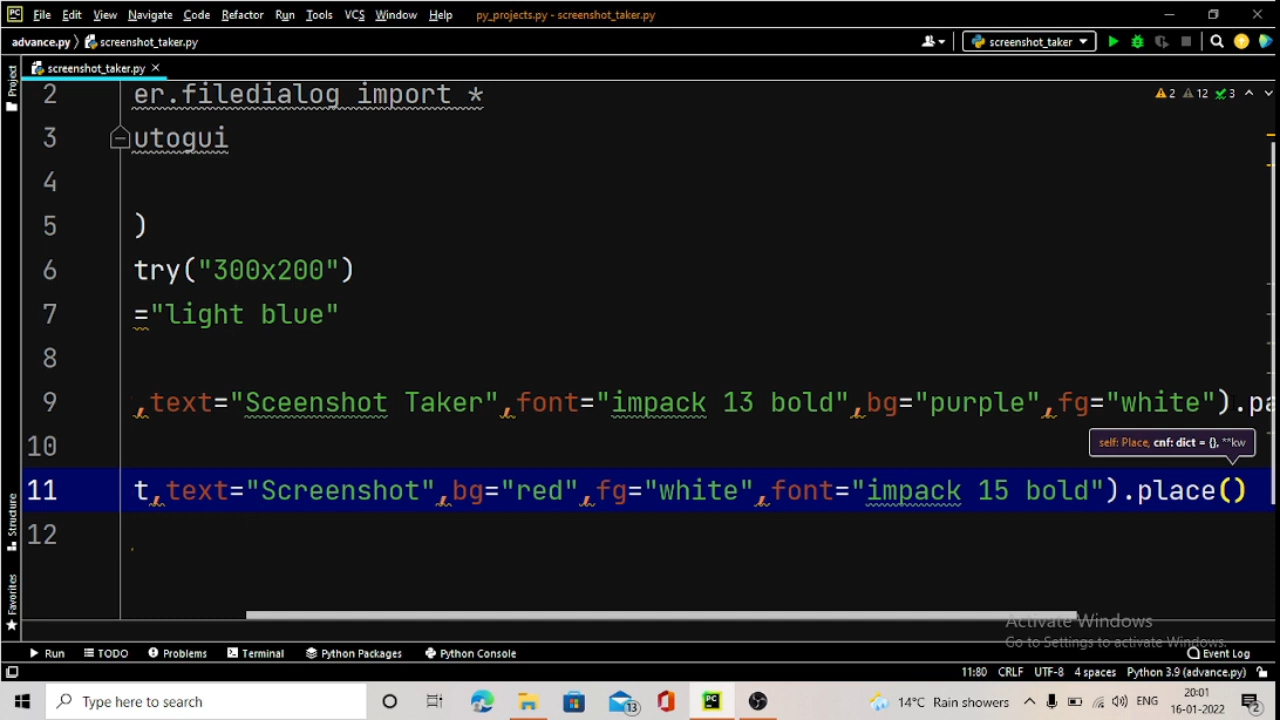 File Edit View Navigate Code Refactor Run Tools VCS Window Help py_projects.py - screenshot_taker.py
advance.py screenshot_taker.py screenshot_taker
Project
screenshot_taker.py
2 er.filedialog import * 2 12 3
3 utogui
4
5 )
6 try("300x200")
7 ="light blue"
8
9 ,text="Sceenshot Taker",font="impack 13 bold",bg="purple",fg="white").pa
10
self: Place, cnf: dict = {}, **kw
11 t,text="Screenshot",bg="red",fg="white",font="impack 15 bold").place()
12
Structure
Favorites
Activate Windows
Go to Settings to activate Windows.
Run TODO Problems Terminal Python Packages Python Console Event Log
11:80 CRLF UTF-8 4 spaces Python 3.9 (advance.py)
Type here to search 13 14°C Rain showers ENG 20:01 16-01-2022 2